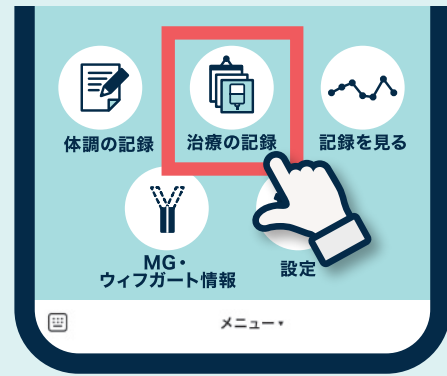 体調の記録
治療の記録
記録を見る
MG・
ウィフガート情報
設定
メニュー▾